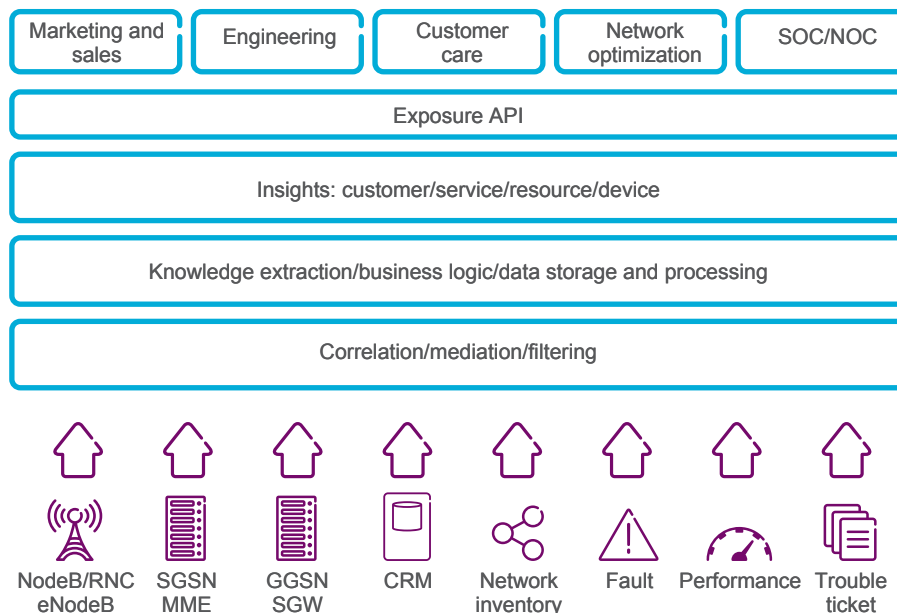 Marketing and
sales
Engineering
Customer
care
Network
optimization
SOC/NOC
Exposure API
Insights: customer/service/resource/device
Knowledge extraction/business logic/data storage and processing
Correlation/mediation/filtering
NodeB/RNC
eNodeB
SGSN
MME
GGSN
SGW
CRM
Network
inventory
Fault
Performance
Trouble
ticket